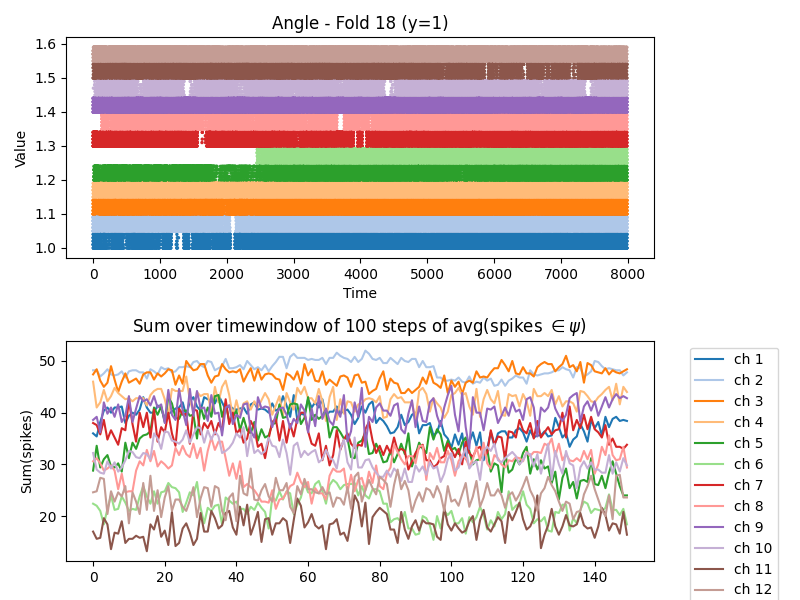 Angle - Fold 18 (y=1)
Value
1.6
1.5
1.4
1.3
1.2
1.1
1.0
0 1000 2000 3000 4000 5000 6000 7000 8000
Time
Sum over timewindow of 100 steps of avg(spikes ∈ ψ)
Sum(spikes)
50
40
30
20
0 20 40 60 80 100 120 140
ch 1
ch 2
ch 3
ch 4
ch 5
ch 6
ch 7
ch 8
ch 9
ch 10
ch 11
ch 12